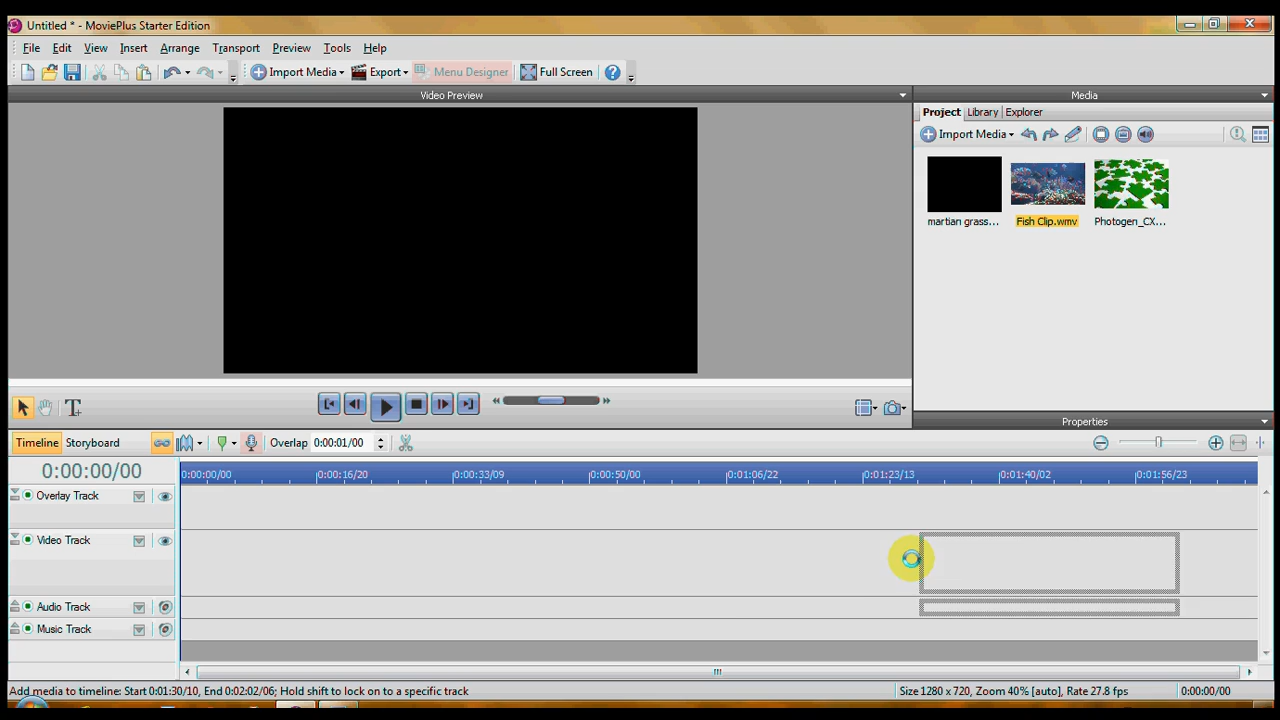 Untitled * - MoviePlus Starter Edition
File Edit View Insert Arrange Transport Preview Tools Help
Import Media Export Menu Designer Full Screen
Video Preview
Media
Project Library Explorer
Import Media
martian grass... Fish Clip.wmv Photogen_CX...
Properties
Timeline Storyboard Overlap 0:00:01/00
0:00:00/00
0:00:00/00 0:00:16/20 0:00:33/09 0:00:50/00 0:01:06/22 0:01:23/13 0:01:40/02 0:01:56/23
Overlay Track
Video Track
Audio Track
Music Track
Add media to timeline: Start 0:01:30/10, End 0:02:02/06; Hold shift to lock on to a specific track
Size 1280 x 720, Zoom 40% [auto], Rate 27.8 fps
0:00:00/00